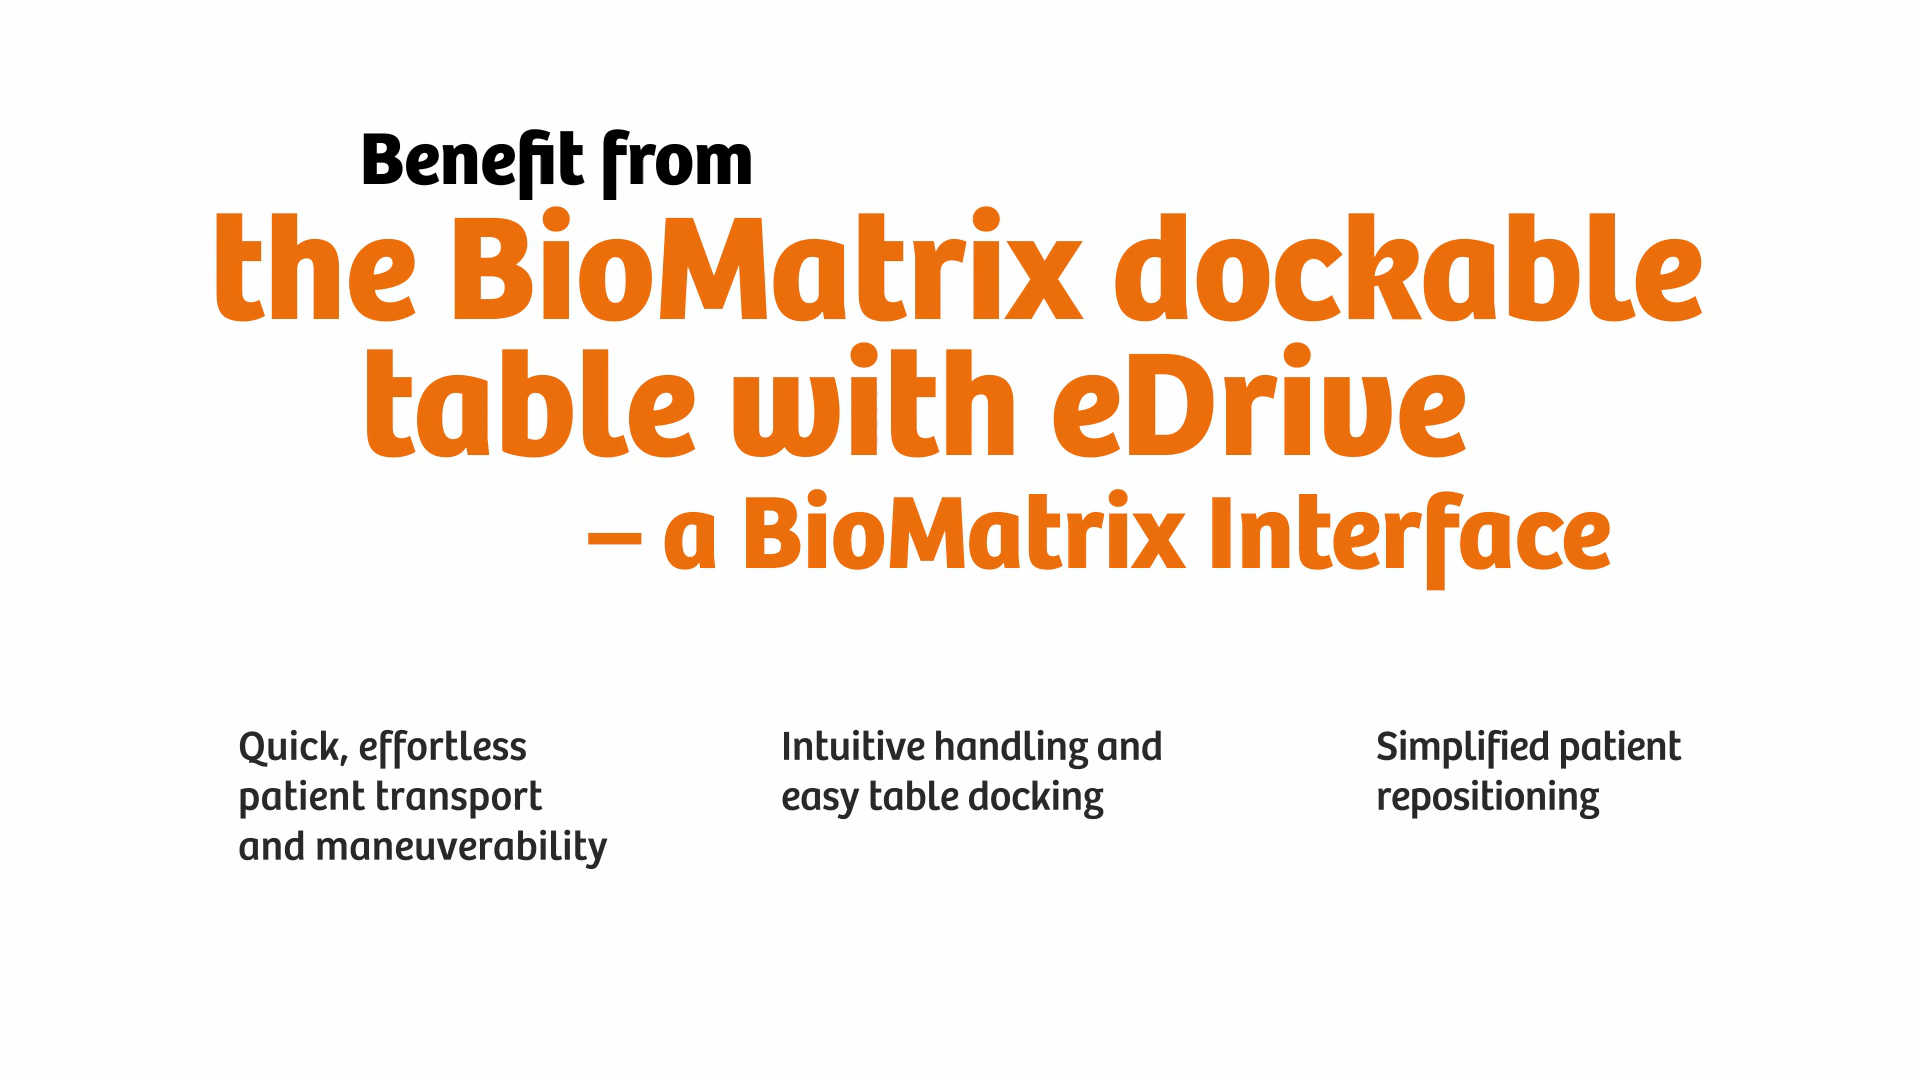 Benefit from
the BioMatrix dockable
table with eDrive
– a BioMatrix Interface
Quick, effortless
patient transport
and maneuverability
Intuitive handling and
easy table docking
Simplified patient
repositioning